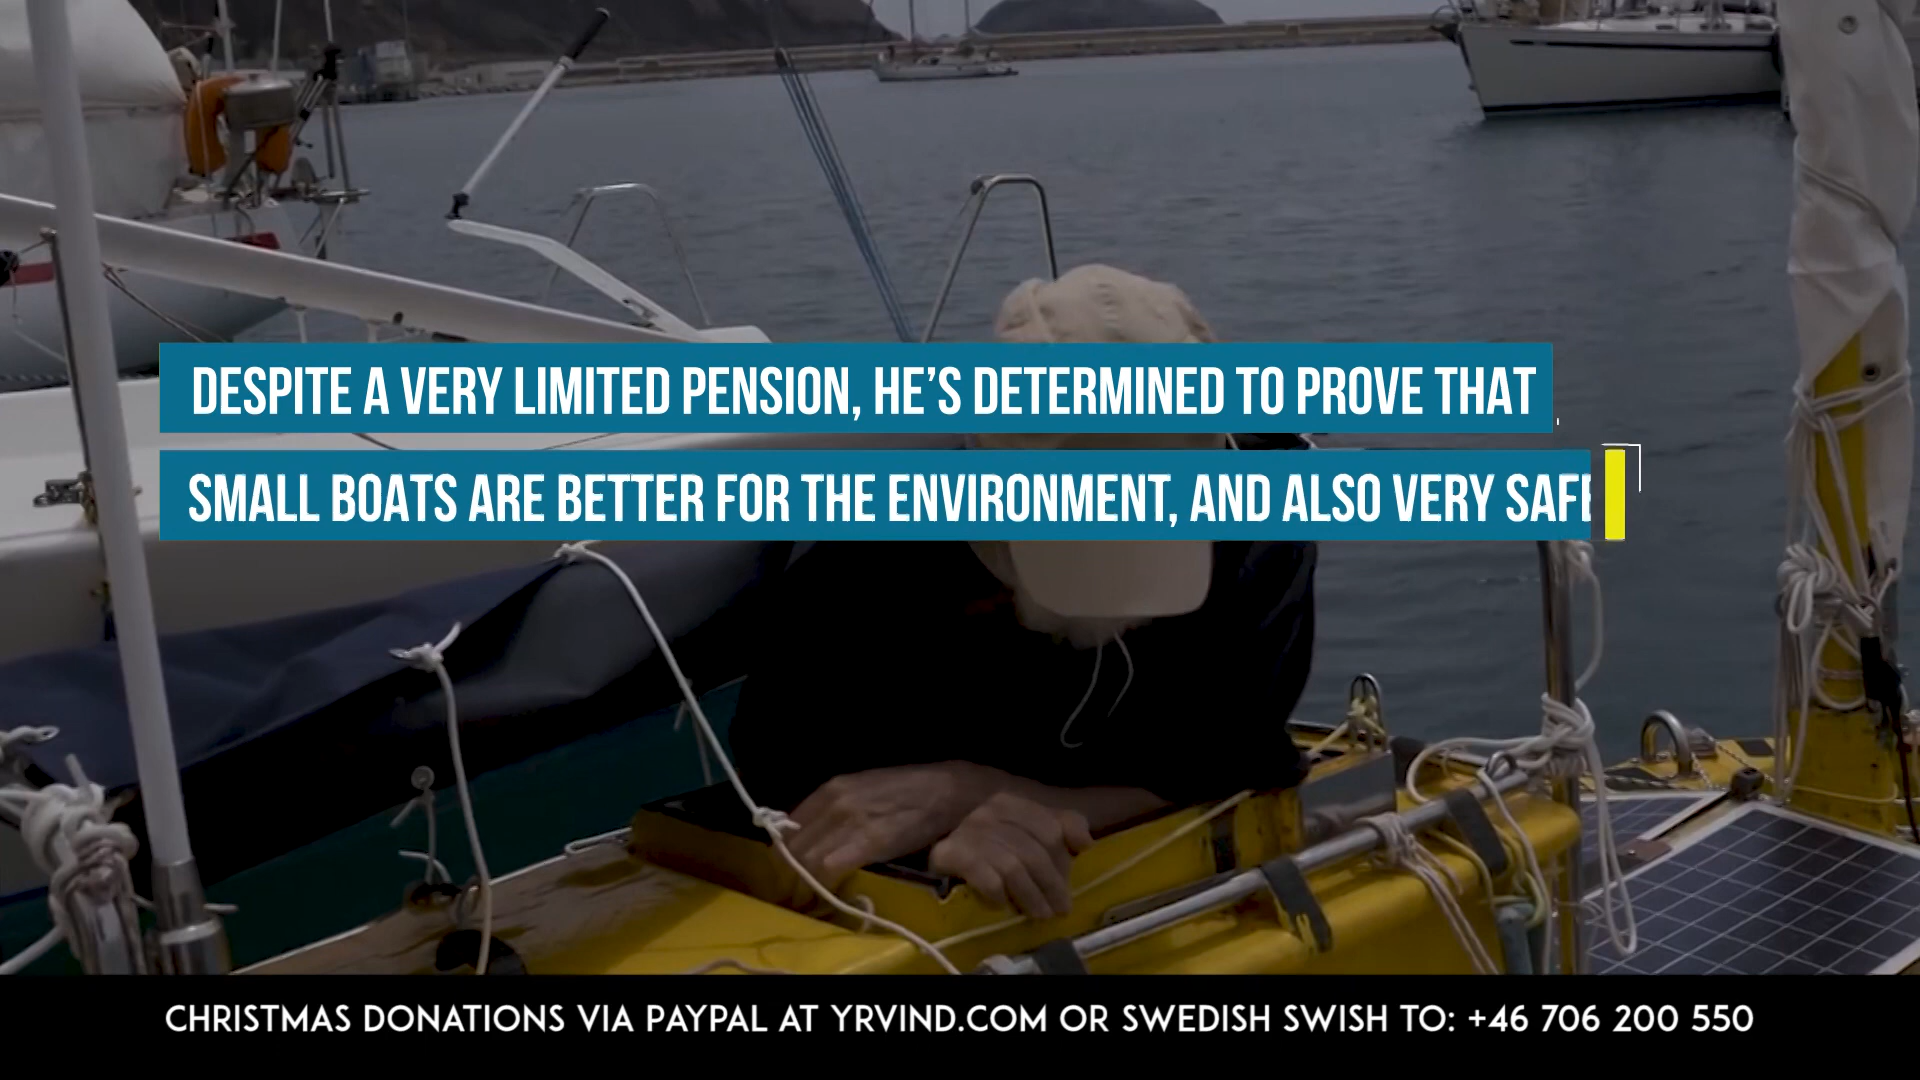 DESPITE A VERY LIMITED PENSION, HE’S DETERMINED TO PROVE THAT
SMALL BOATS ARE BETTER FOR THE ENVIRONMENT, AND ALSO VERY SAFE
CHRISTMAS DONATIONS VIA PAYPAL AT YRVIND.COM OR SWEDISH SWISH TO: +46 706 200 550